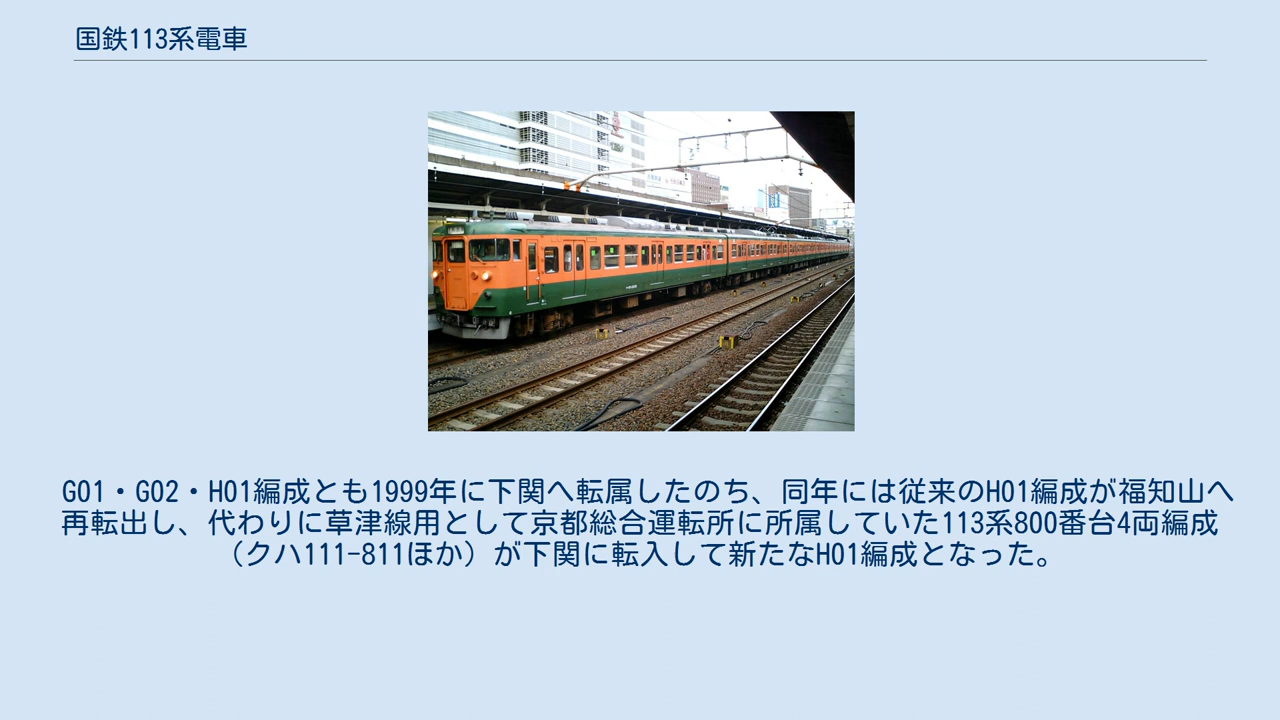 国鉄113系電車
G01・G02・H01編成とも1999年に下関へ転属したのち、同年には従来のH01編成が福知山へ
再転出し、代わりに草津線用として京都総合運転所に所属していた113系800番台4両編成
（クハ111-811ほか）が下関に転入して新たなH01編成となった。